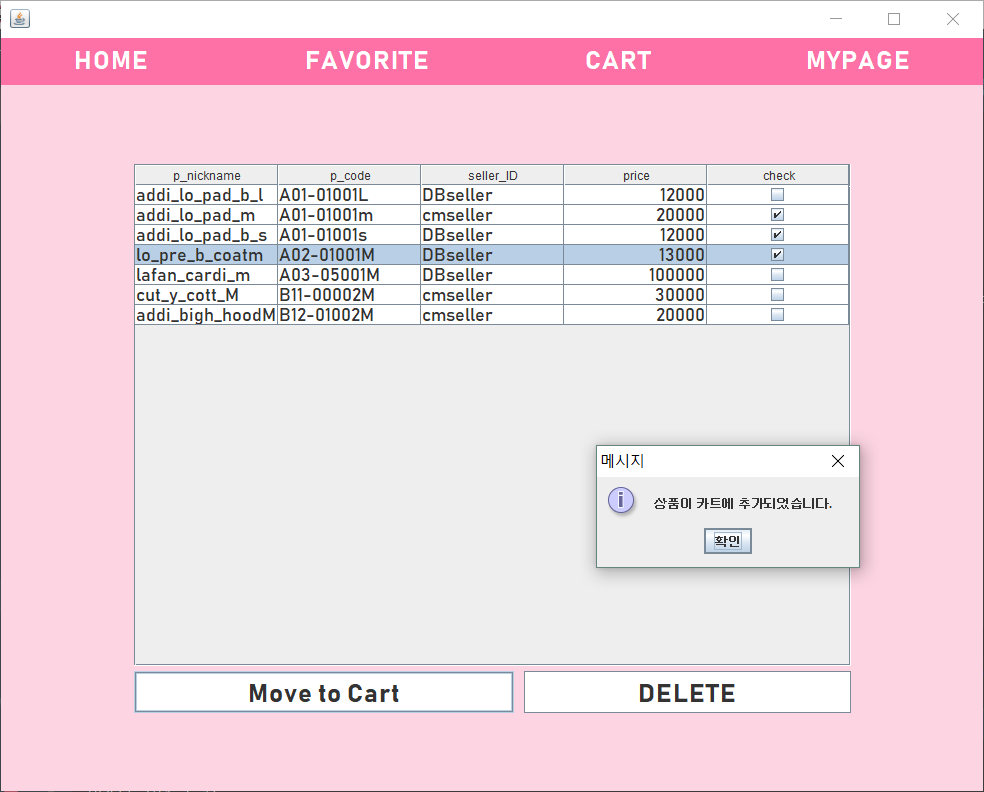 HOME FAVORITE CART MYPAGE
p_nickname p_code seller_ID price check
addi_lo_pad_b_l A01-01001L DBseller 12000
addi_lo_pad_m A01-01001m cmseller 20000
addi_lo_pad_b_s A01-01001s DBseller 12000
lo_pre_b_coatm A02-01001M DBseller 13000
lafan_cardi_m A03-05001M DBseller 100000
cut_y_cott_M B11-00002M cmseller 30000
addi_bigh_hoodM B12-01002M cmseller 20000
메시지
상품이 카트에 추가되었습니다.
확인
Move to Cart DELETE